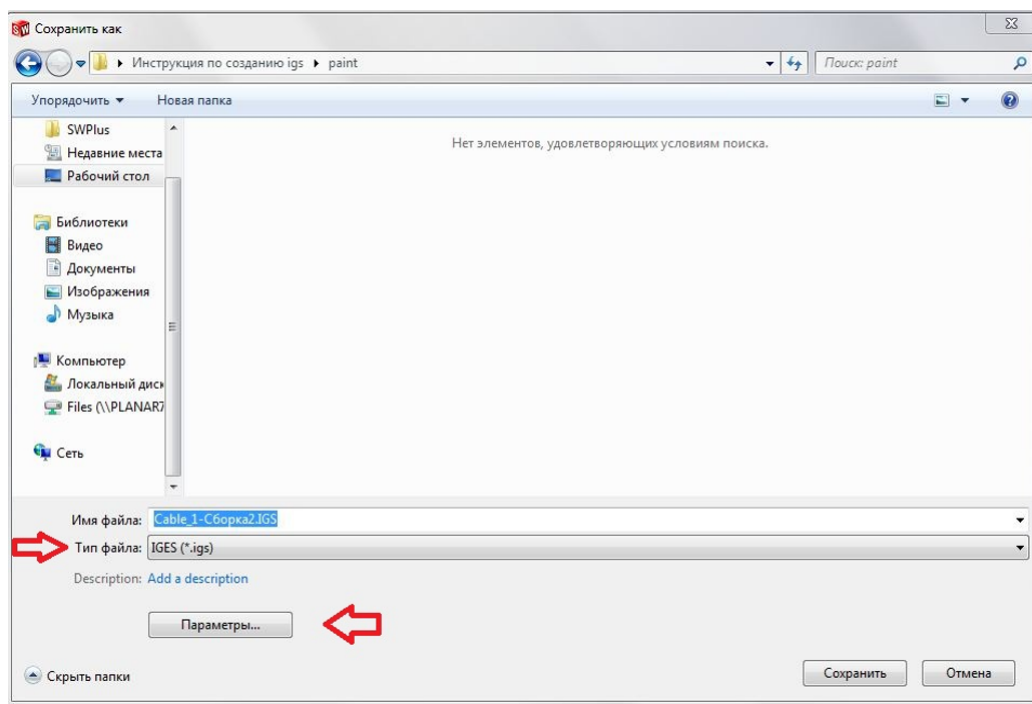 SW Сохранить как
Инструкция по созданию igs paint
Поиск: paint
Упорядочить Новая папка
SWPlus
Нет элементов, удовлетворяющих условиям поиска.
Недавние места
Рабочий стол
Библиотеки
Видео
Документы
Изображения
Музыка
Компьютер
Локальный диск
Files (\\PLANAR7
Сеть
Имя файла: Cable_1-Сборка2.IGS
Тип файла: IGES (*.igs)
Description: Add a description
Параметры...
Скрыть папки
Сохранить Отмена